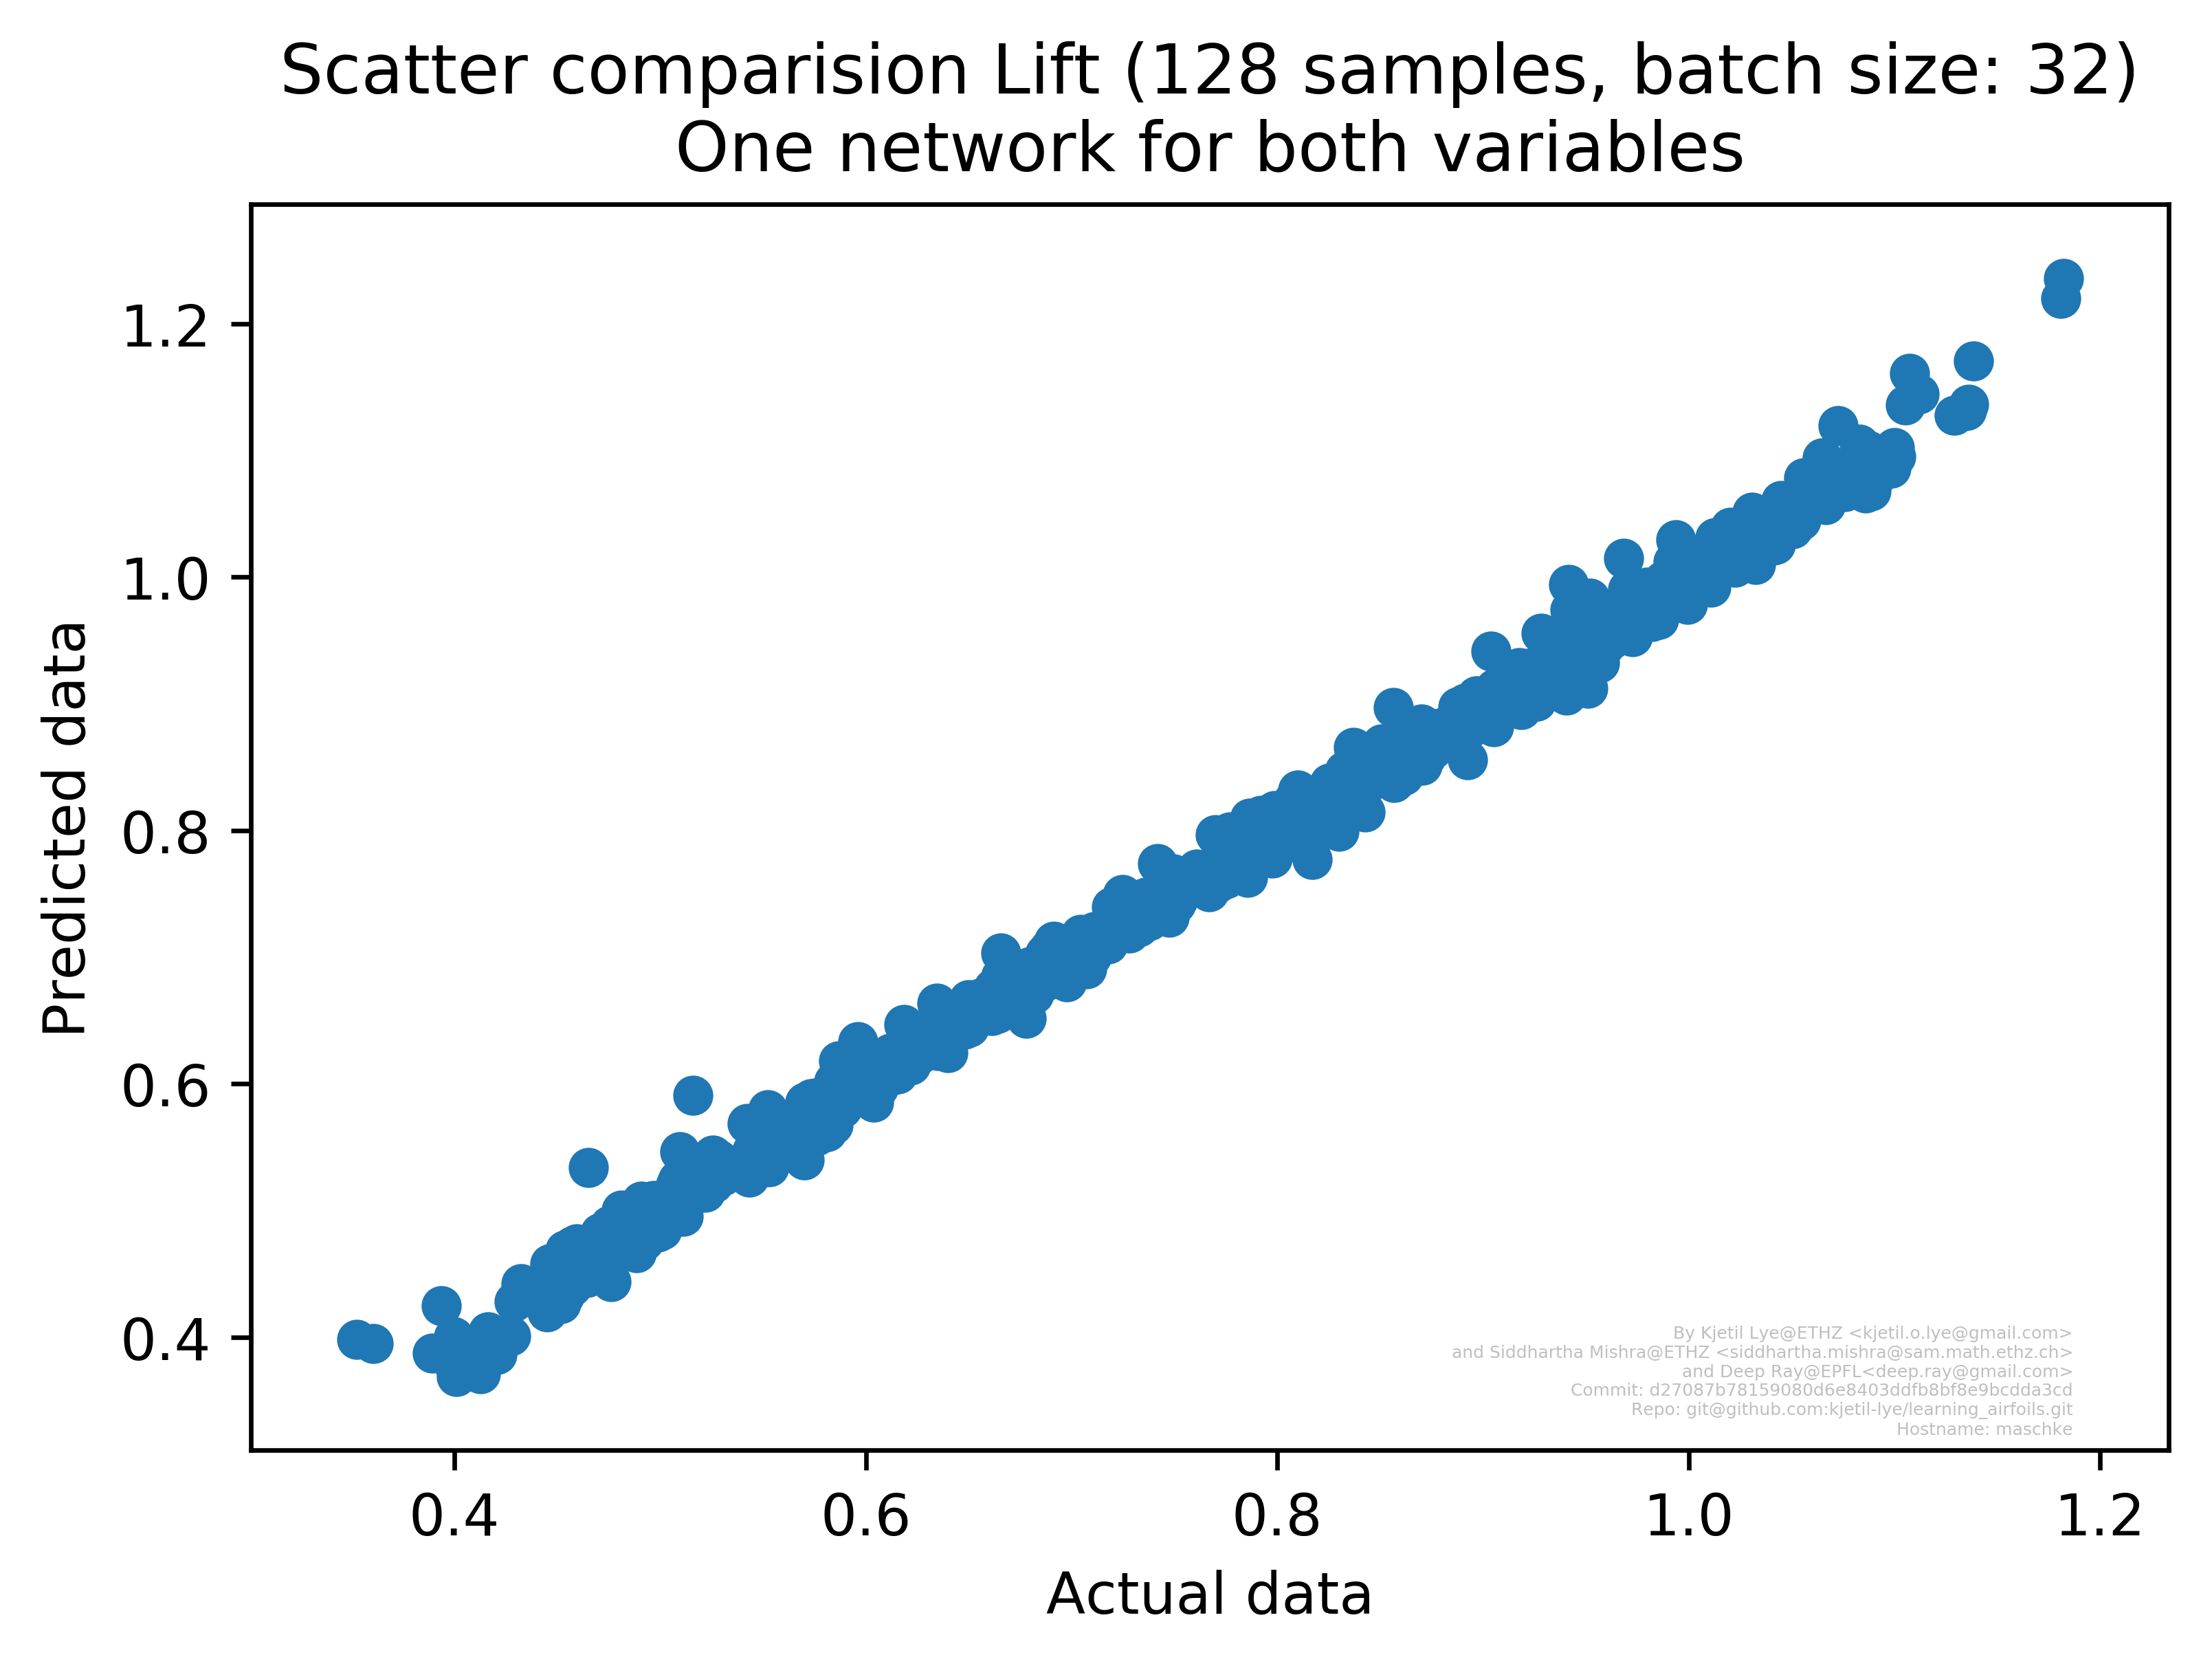 Scatter comparision Lift (128 samples, batch size: 32)
One network for both variables
Predicted data
1.2
1.0
0.8
0.6
0.4
0.4 0.6 0.8 1.0 1.2
Actual data
By Kjetil Lye@ETHZ <kjetil.o.lye@gmail.com>
and Siddhartha Mishra@ETHZ <siddhartha.mishra@sam.math.ethz.ch>
and Deep Ray@EPFL<deep.ray@gmail.com>
Commit: d27087b78159080d6e8403ddfb8bf8e9bcdda3cd
Repo: git@github.com:kjetil-lye/learning_airfoils.git
Hostname: maschke